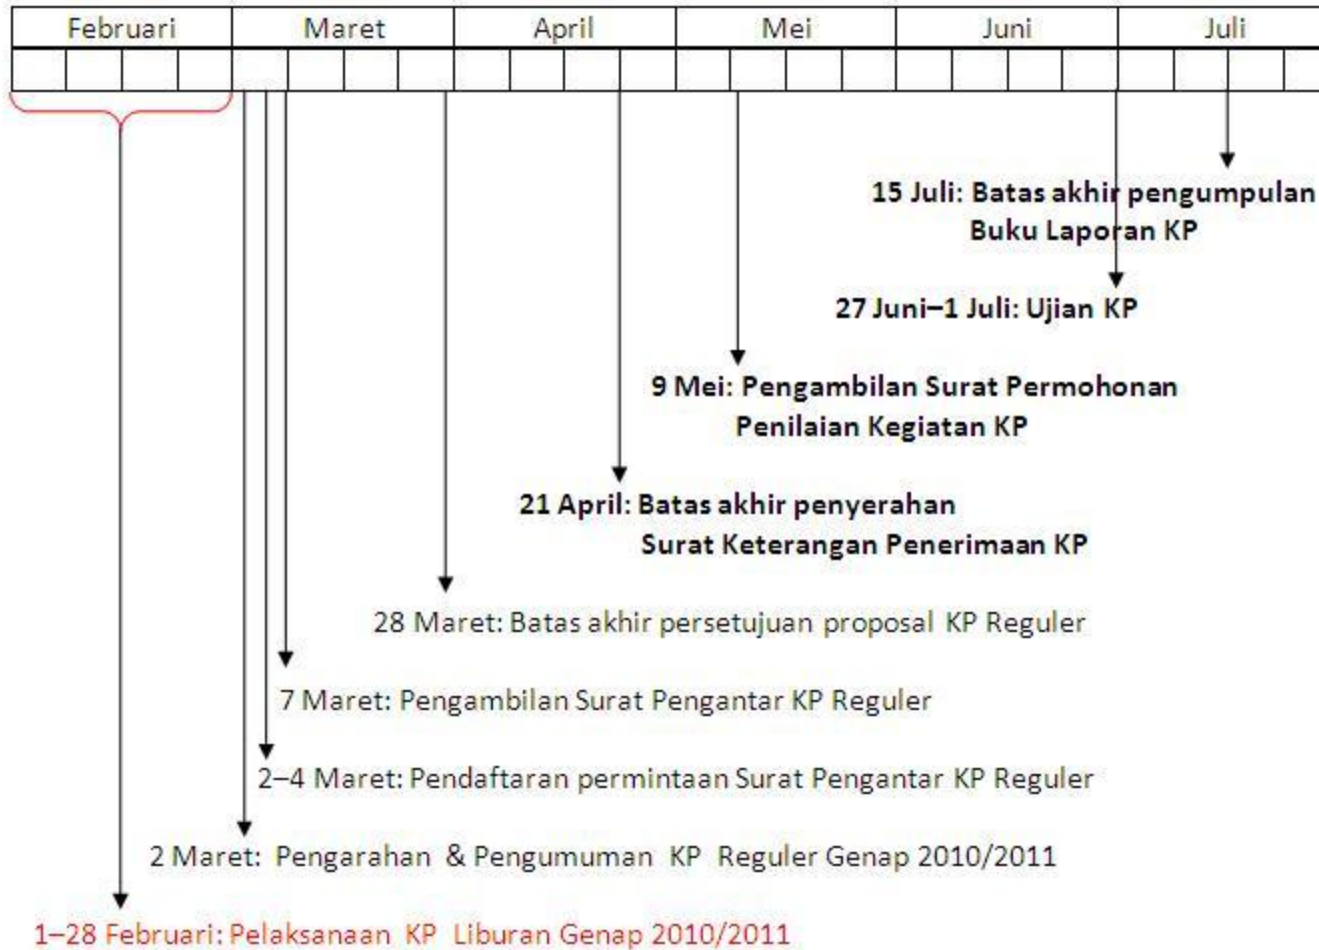 Februari Maret April Mei Juni Juli
15 Juli: Batas akhir pengumpulan
Buku Laporan KP
27 Juni–1 Juli: Ujian KP
9 Mei: Pengambilan Surat Permohonan
Penilaian Kegiatan KP
21 April: Batas akhir penyerahan
Surat Keterangan Penerimaan KP
28 Maret: Batas akhir persetujuan proposal KP Reguler
7 Maret: Pengambilan Surat Pengantar KP Reguler
2–4 Maret: Pendaftaran permintaan Surat Pengantar KP Reguler
2 Maret: Pengarahan & Pengumuman KP Reguler Genap 2010/2011
1–28 Februari: Pelaksanaan KP Liburan Genap 2010/2011